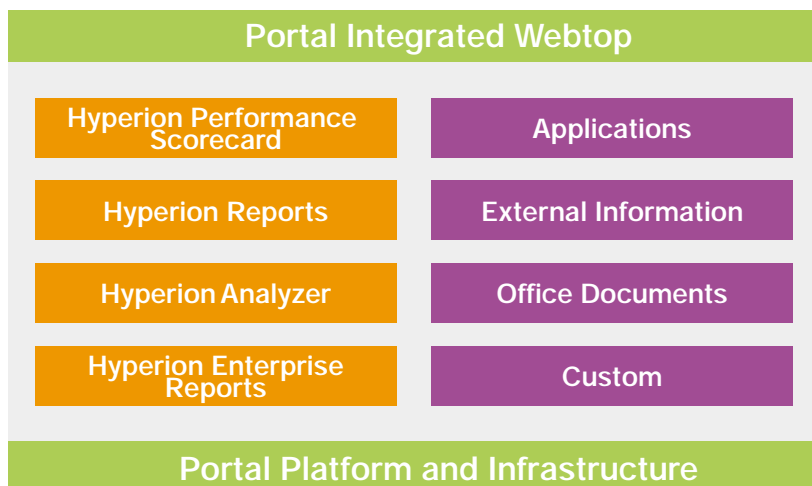 Portal Integrated Webtop
Hyperion Performance
Scorecard
Applications
Hyperion Reports
External Information
Hyperion Analyzer
Office Documents
Hyperion Enterprise
Reports
Custom
Portal Platform and Infrastructure